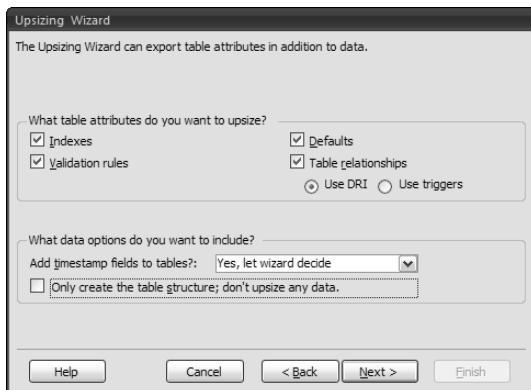 Upsizing Wizard
The Upsizing Wizard can export table attributes in addition to data.
What table attributes do you want to upsize?
Indexes
Defaults
Validation rules
Table relationships
Use DRI Use triggers
What data options do you want to include?
Add timestamp fields to tables?: Yes, let wizard decide
Only create the table structure; don't upsize any data.
Help Cancel < Back Next > Finish